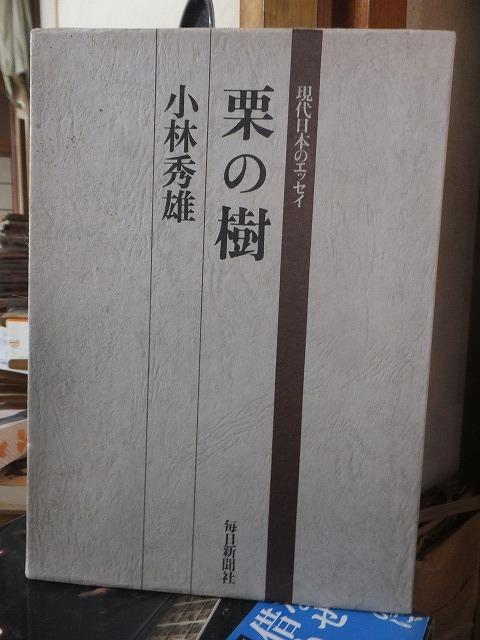 現代日本のエッセイ
栗の樹
小林秀雄
毎日新聞社